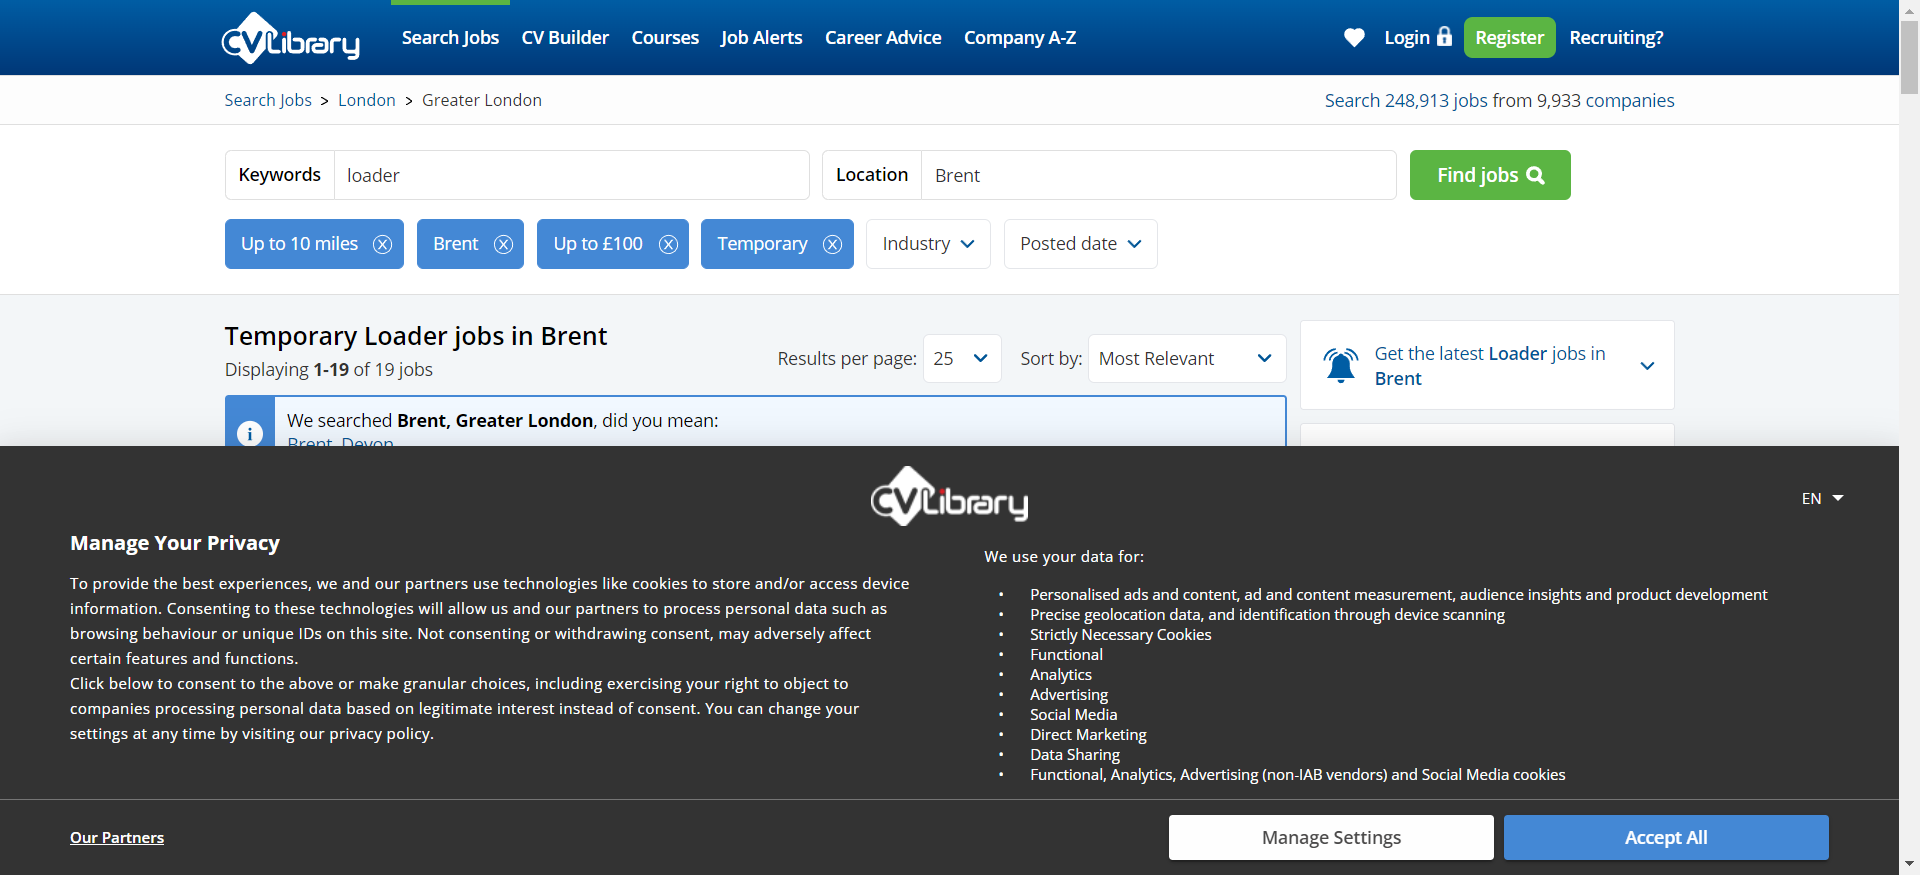 CVLibrary
Search Jobs CV Builder Courses Job Alerts Career Advice Company A-Z
Login Register Recruiting?
Search Jobs > London > Greater London
Search 248,913 jobs from 9,933 companies
Keywords loader
Location Brent
Find jobs
Up to 10 miles Brent Up to £100 Temporary Industry Posted date
Temporary Loader jobs in Brent
Displaying 1-19 of 19 jobs
Results per page: 25 Sort by: Most Relevant
Get the latest Loader jobs in
Brent
We searched Brent, Greater London, did you mean:
Brent, Devon
CVLibrary
EN
Manage Your Privacy
To provide the best experiences, we and our partners use technologies like cookies to store and/or access device
information. Consenting to these technologies will allow us and our partners to process personal data such as
browsing behaviour or unique IDs on this site. Not consenting or withdrawing consent, may adversely affect
certain features and functions.
Click below to consent to the above or make granular choices, including exercising your right to object to
companies processing personal data based on legitimate interest instead of consent. You can change your
settings at any time by visiting our privacy policy.
We use your data for:
• Personalised ads and content, ad and content measurement, audience insights and product development
• Precise geolocation data, and identification through device scanning
• Strictly Necessary Cookies
• Functional
• Analytics
• Advertising
• Social Media
• Direct Marketing
• Data Sharing
• Functional, Analytics, Advertising (non-IAB vendors) and Social Media cookies
Our Partners
Manage Settings
Accept All